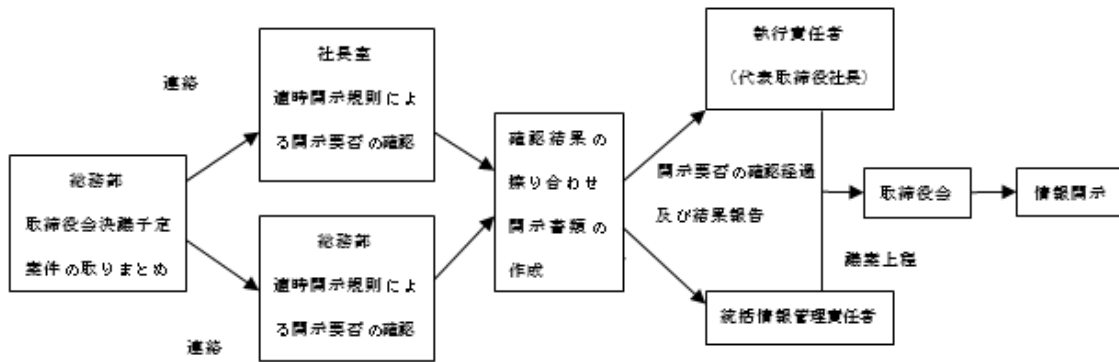 連絡
総務部
取締役会決議予定
案件の取りまとめ
連絡
社長室
適時開示規則によ
る開示要否の確認
総務部
適時開示規則によ
る開示要否の確認
確認結果の
擦り合わせ
開示書類の
作成
執行責任者
（代表取締役社長）
開示要否の確認経過
及び結果報告
統括情報管理責任者
議案上程
取締役会
情報開示